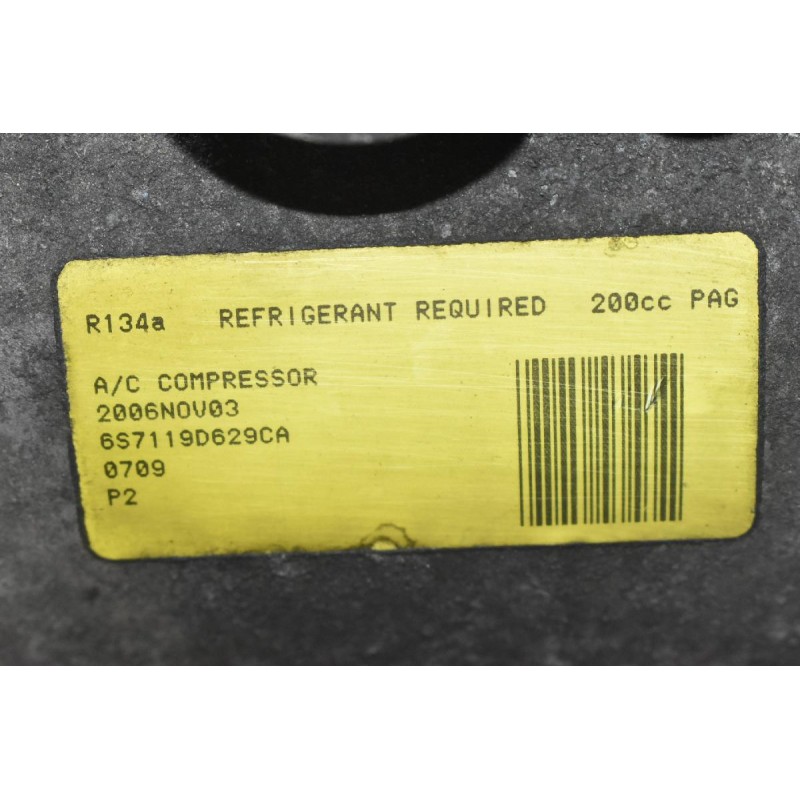 R134a REFRIGERANT REQUIRED 200cc PAG
A/C COMPRESSOR
2006NOV03
6S7119D629CA
0709
P2